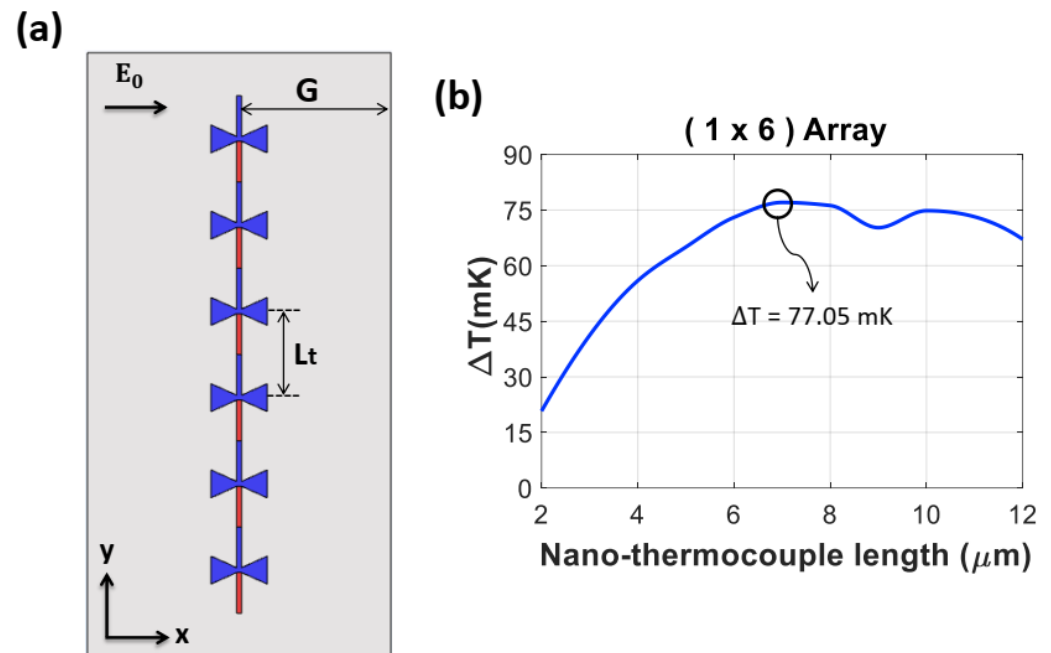 (a)
E₀
G
Lt
y
x
(b)
( 1 x 6 ) Array
ΔT(mK)
90
75
60
45
30
15
0
ΔT = 77.05 mK
2 4 6 8 10 12
Nano-thermocouple length (μm)